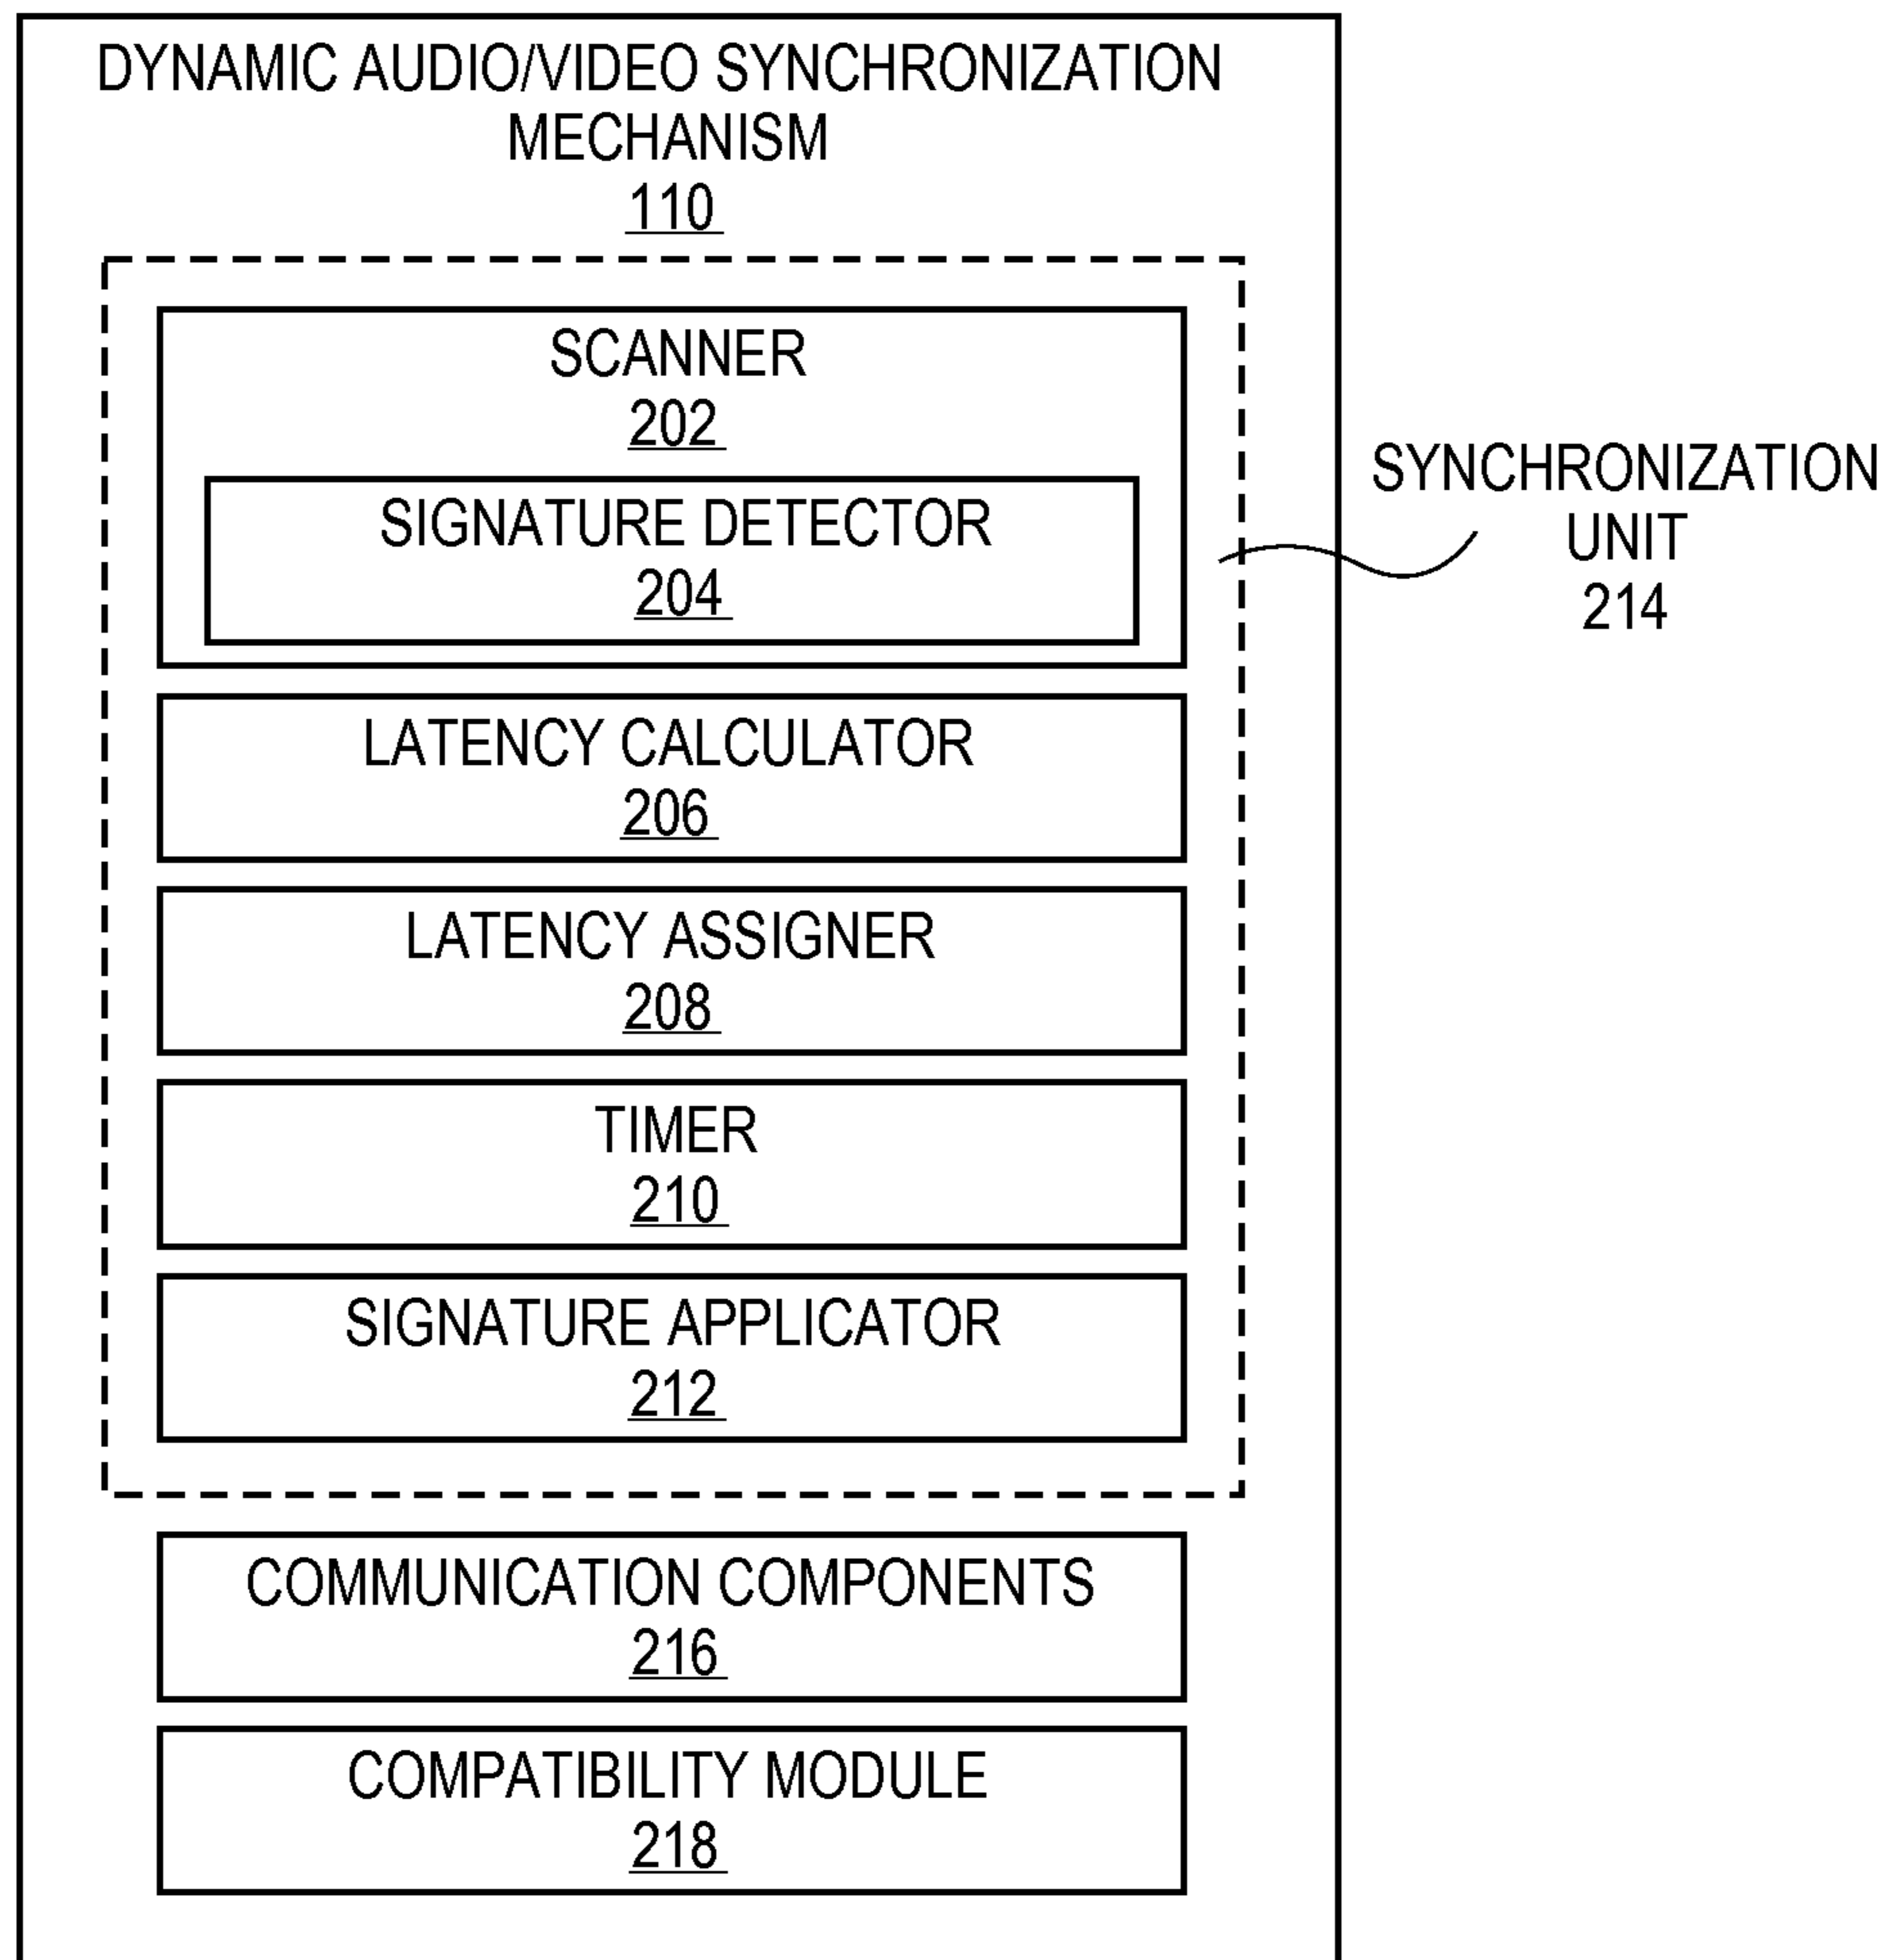 DYNAMIC AUDIO/VIDEO SYNCHRONIZATION
MECHANISM
110
SCANNER
202
SIGNATURE DETECTOR
204
SYNCHRONIZATION
UNIT
214
LATENCY CALCULATOR
206
LATENCY ASSIGNER
208
TIMER
210
SIGNATURE APPLICATOR
212
COMMUNICATION COMPONENTS
216
COMPATIBILITY MODULE
218